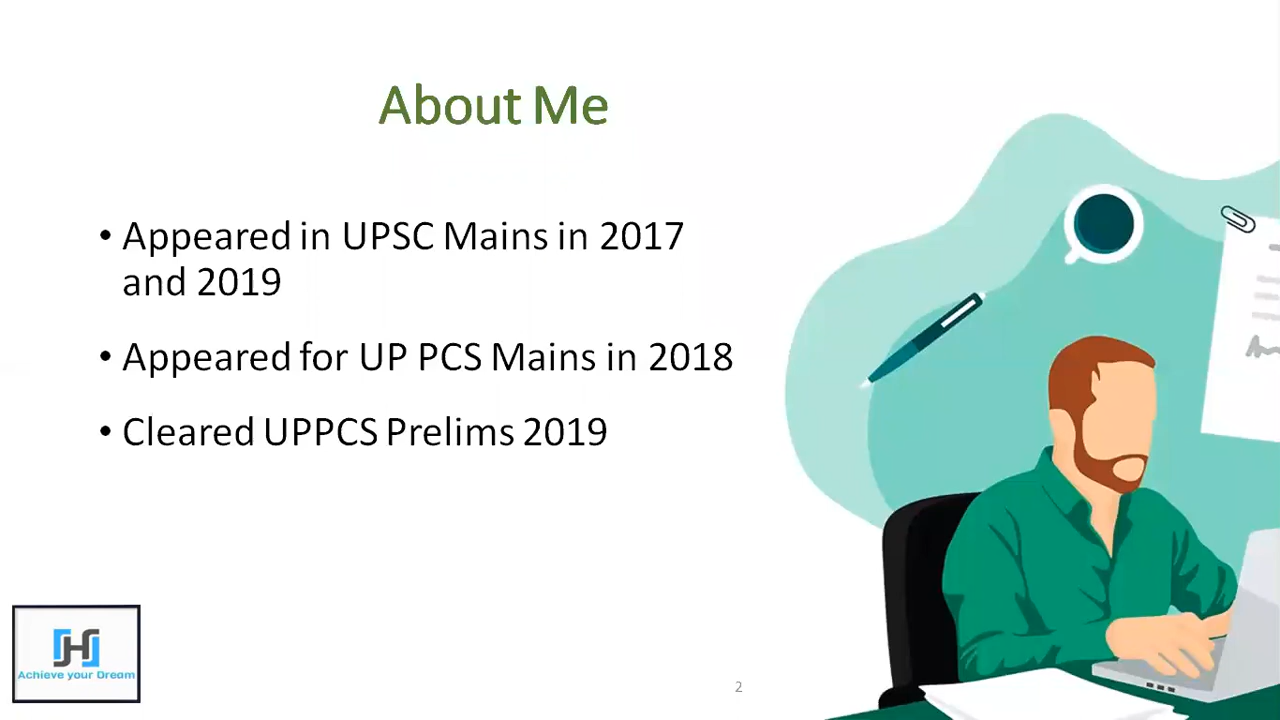 About Me
• Appeared in UPSC Mains in 2017
and 2019
• Appeared for UP PCS Mains in 2018
• Cleared UPPCS Prelims 2019
Achieve your Dream
2